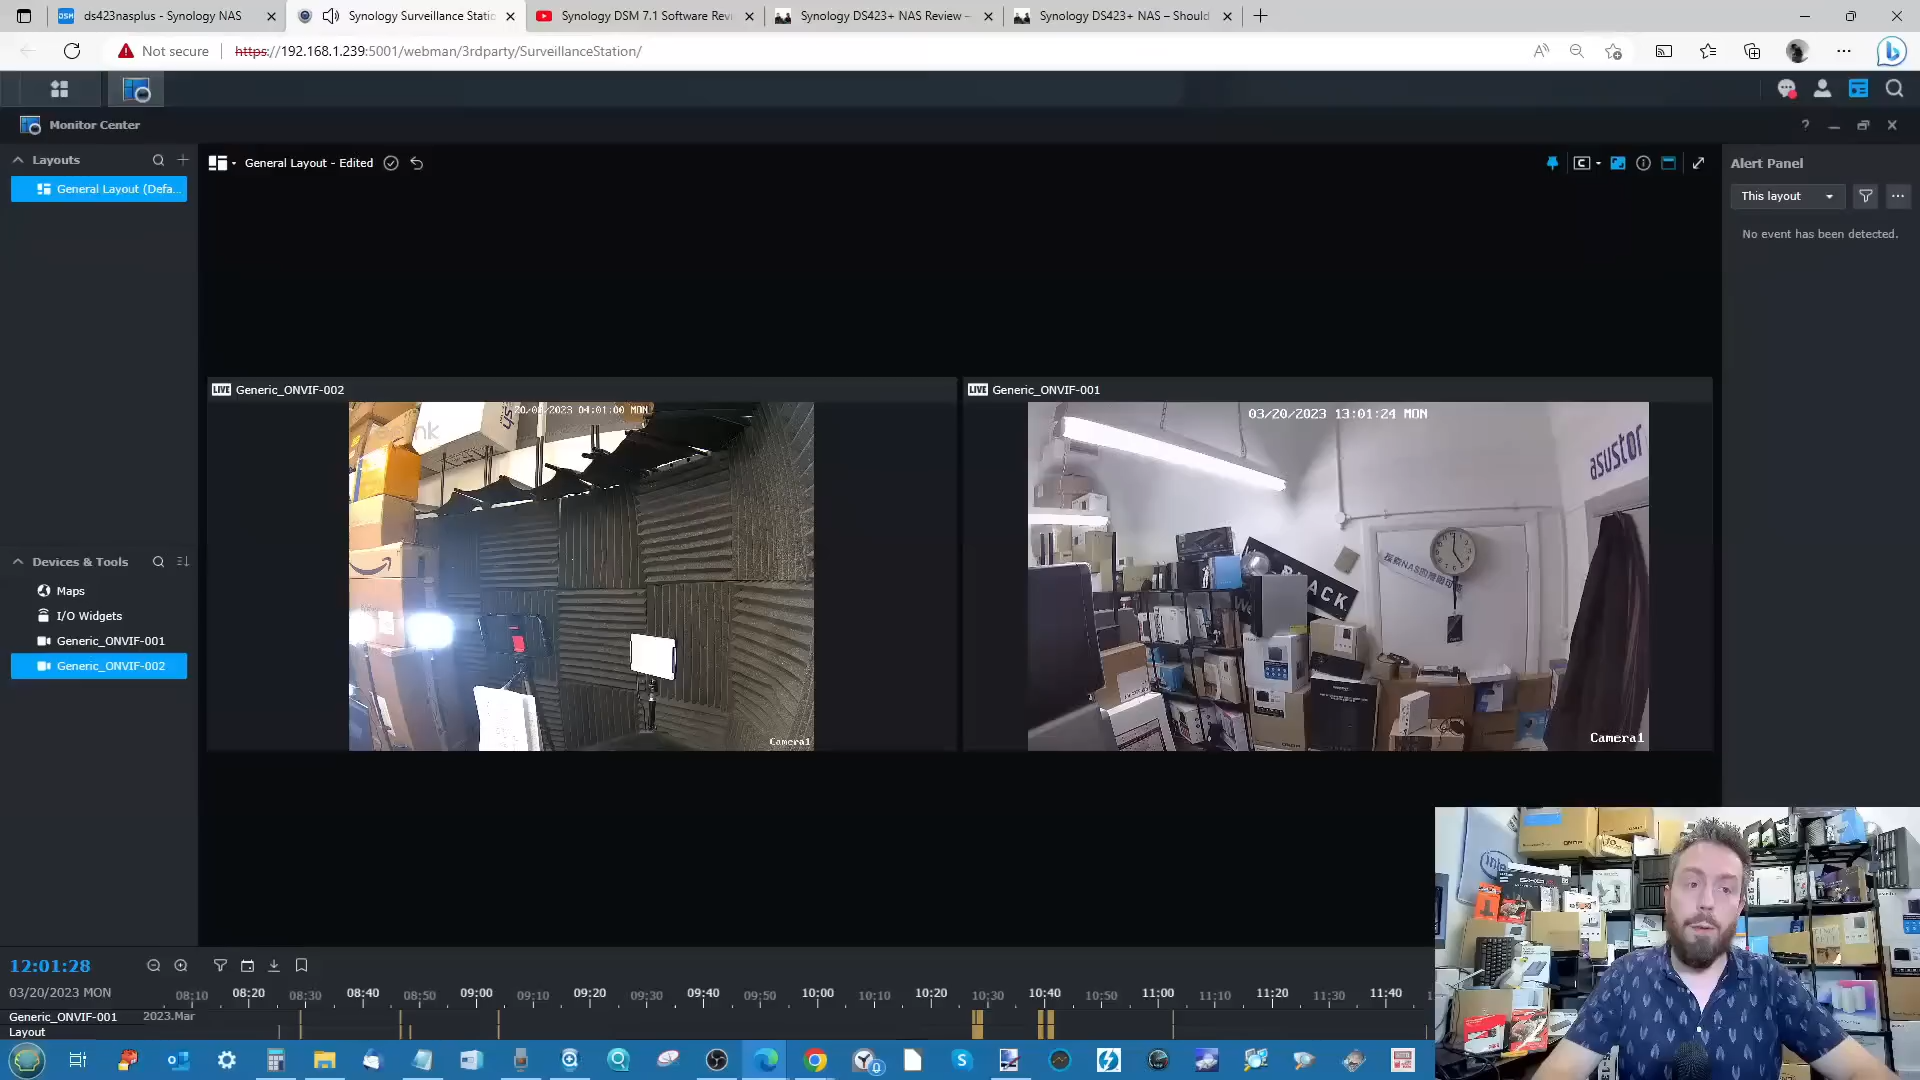 ds423nasplus - Synology NAS
Synology Surveillance Statio
Synology DSM 7.1 Software Rev
Synology DS423+ NAS Review –
Synology DS423+ NAS – Should
Not secure
https://192.168.1.239:5001/webman/3rdparty/SurveillanceStation/
Monitor Center
Layouts
General Layout (Defa...
General Layout - Edited
Alert Panel
This layout
No event has been detected.
LIVE Generic_ONVIF-002
LIVE Generic_ONVIF-001
03/20/2023 13:01:24 MON
asustor
BLACK
Camera1
Camera1
Devices & Tools
Maps
I/O Widgets
Generic_ONVIF-001
Generic_ONVIF-002
intel
12:01:28
03/20/2023 MON
08:10 08:20 08:30 08:40 08:50 09:00 09:10 09:20 09:30 09:40 09:50 10:00 10:10 10:20 10:30 10:40 10:50 11:00 11:10 11:20 11:30 11:40
Generic_ONVIF-001
2023.Mar
Layout